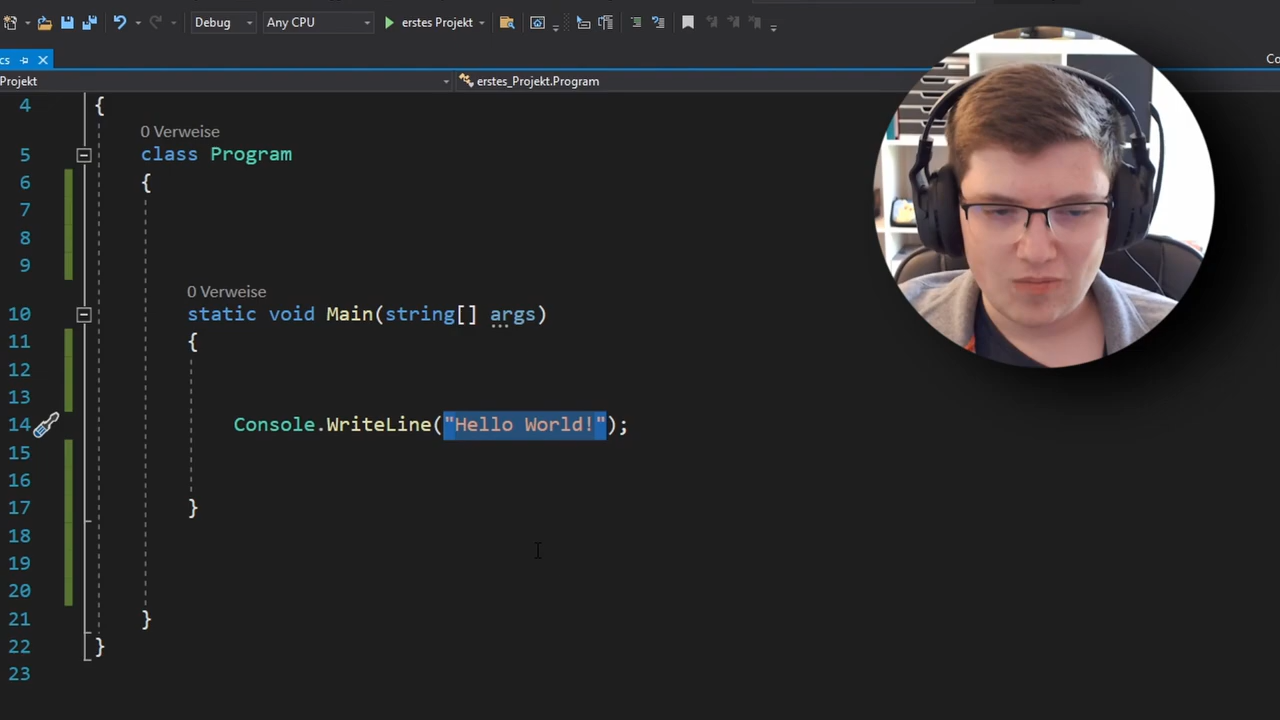 Debug Any CPU erstes Projekt
cs Co
Projekt erstes_Projekt.Program
4 {
0 Verweise
5 class Program
6 {
7
8
9
0 Verweise
10 static void Main(string[] args)
11 {
12
13
14 Console.WriteLine("Hello World!");
15
16
17 }
18
19
20
21 }
22 }
23